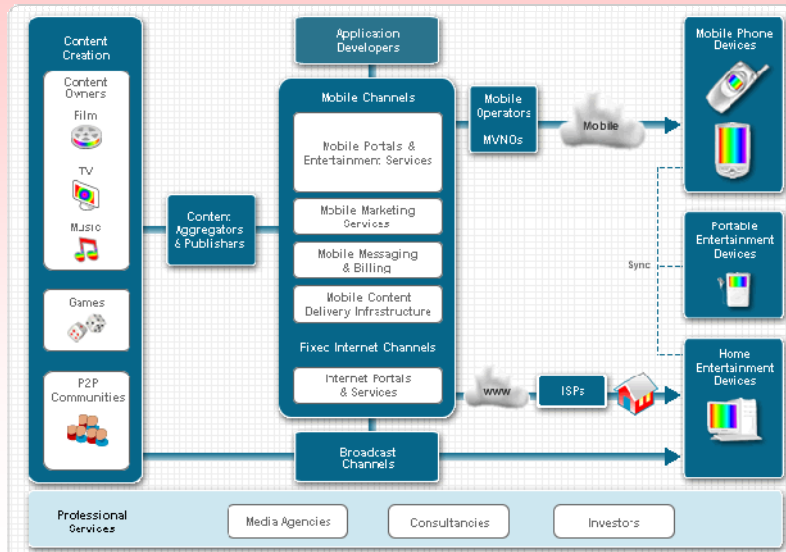 Content
Creation
Content
Owners
Film
TV
Music
Games
P2P
Communities
Content
Aggregators
& Publishers
Application
Developers
Mobile Channels
Mobile Portals &
Entertainment Services
Mobile Marketing
Services
Mobile Messaging
& Billing
Mobile Content
Delivery Infrastructure
Fixec Internet Channels
Internet Portals
& Services
Broadcast
Channels
Mobile
Operators
MVNOs
Mobile
www
ISPs
Sync
Mobile Phone
Devices
Portable
Entertainment
Devices
Home
Entertainment
Devices
Professional
Services
Media Agencies
Consultancies
Investors